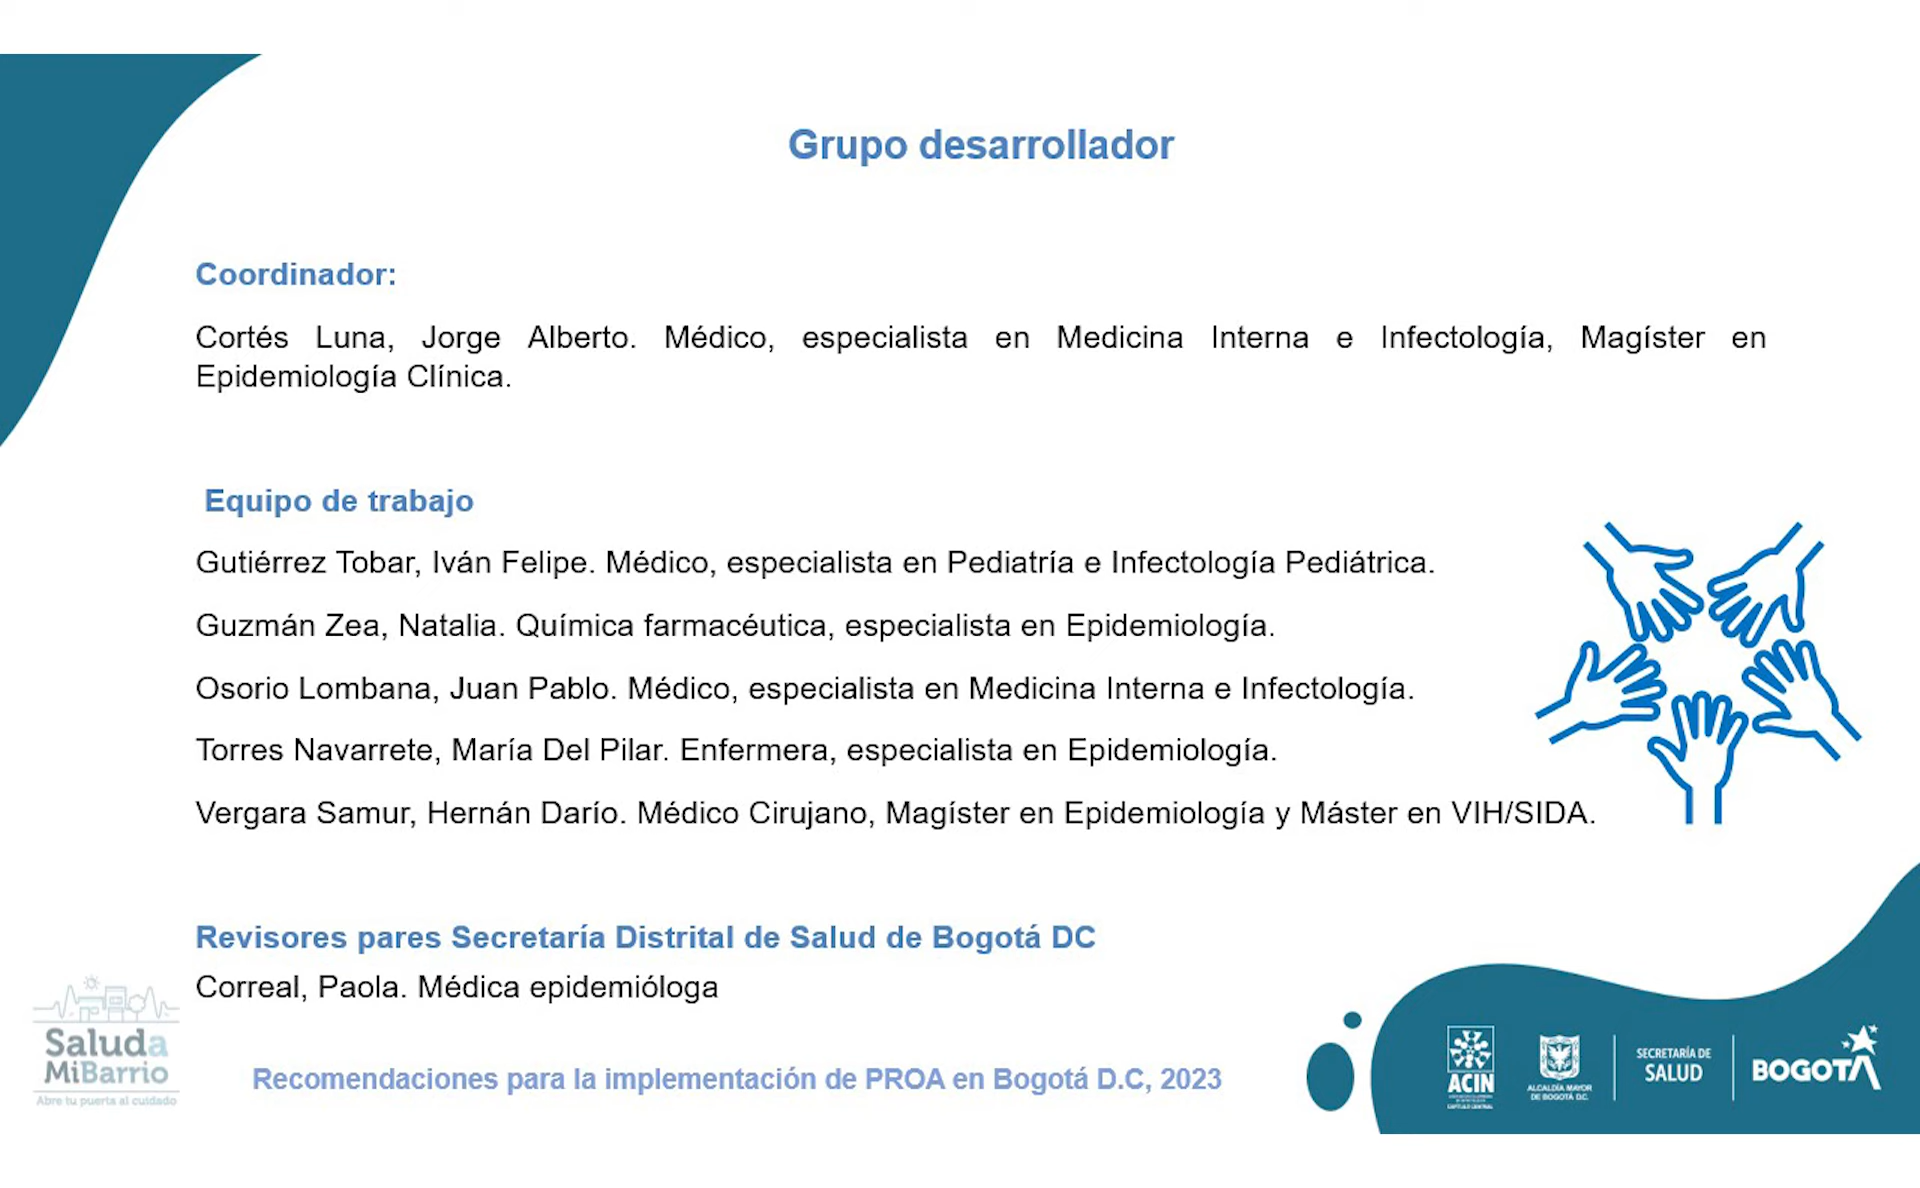 Grupo desarrollador
Coordinador:
Cortés Luna, Jorge Alberto. Médico, especialista en Medicina Interna e Infectología, Magíster en
Epidemiología Clínica.
Equipo de trabajo
Gutiérrez Tobar, Iván Felipe. Médico, especialista en Pediatría e Infectología Pediátrica.
Guzmán Zea, Natalia. Química farmacéutica, especialista en Epidemiología.
Osorio Lombana, Juan Pablo. Médico, especialista en Medicina Interna e Infectología.
Torres Navarrete, María Del Pilar. Enfermera, especialista en Epidemiología.
Vergara Samur, Hernán Darío. Médico Cirujano, Magíster en Epidemiología y Máster en VIH/SIDA.
Revisores pares Secretaría Distrital de Salud de Bogotá DC
Correal, Paola. Médica epidemióloga
Saluda
MiBarrio
Abre tu puerta al cuidado
Recomendaciones para la implementación de PROA en Bogotá D.C, 2023
ACIN
CAPÍTULO CENTRAL
ALCALDÍA MAYOR
DE BOGOTÁ D.C.
SECRETARÍA DE
SALUD
BOGOTÁ